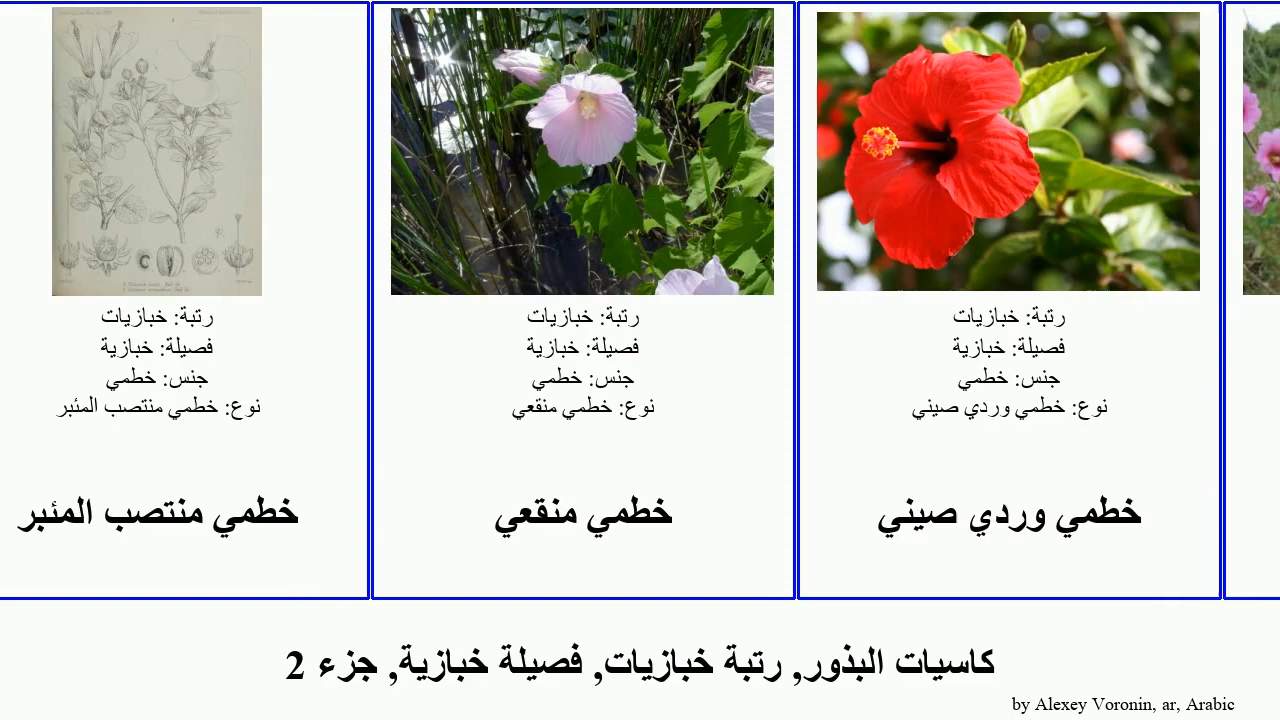 رتبة: خبازيات
فصيلة: خبازية
جنس: خطمي
نوع: خطمي وردي صيني
خطمي وردي صيني
رتبة: خبازيات
فصيلة: خبازية
جنس: خطمي
نوع: خطمي منقعي
خطمي منقعي
رتبة: خبازيات
فصيلة: خبازية
جنس: خطمي
نوع: خطمي منتصب المئبر
خطمي منتصب المئبر
كاسيات البذور, رتبة خبازيات, فصيلة خبازية, جزء 2
by Alexey Voronin, ar, Arabic